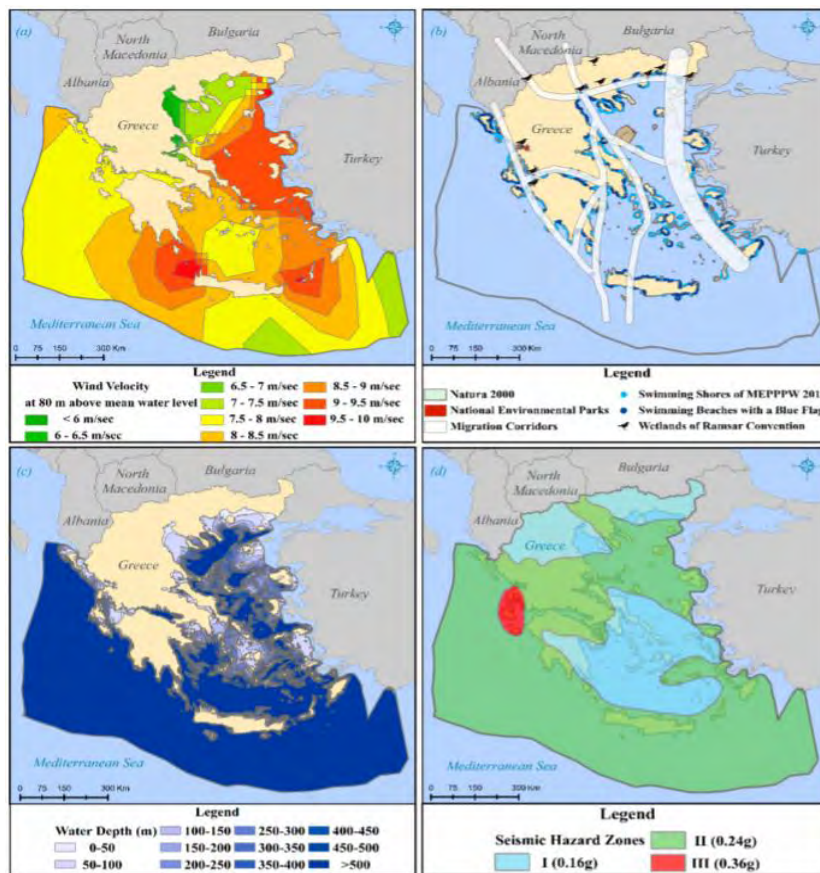 (a)
North
Macedonia
Bulgaria
Albania
Greece
Turkey
Mediterranean Sea
0 75 150 300 Km
Legend
Wind Velocity
at 80 m above mean water level
< 6 m/sec
6 - 6.5 m/sec
6.5 - 7 m/sec
7 - 7.5 m/sec
7.5 - 8 m/sec
8 - 8.5 m/sec
8.5 - 9 m/sec
9 - 9.5 m/sec
9.5 - 10 m/sec
(b)
North
Macedonia
Bulgaria
Albania
Greece
Turkey
Mediterranean Sea
0 75 150 300 Km
Legend
Natura 2000
National Environmental Parks
Migration Corridors
Swimming Shores of MEPPPW 201
Swimming Beaches with a Blue Flag
Wetlands of Ramsar Convention
(c)
North
Macedonia
Bulgaria
Albania
Greece
Turkey
Mediterranean Sea
0 75 150 300 Km
Legend
Water Depth (m)
0-50
50-100
100-150
150-200
200-250
250-300
300-350
350-400
400-450
450-500
>500
(d)
North
Macedonia
Bulgaria
Albania
Greece
Turkey
Mediterranean Sea
0 75 150 300 Km
Legend
Seismic Hazard Zones
I (0.16g)
II (0.24g)
III (0.36g)